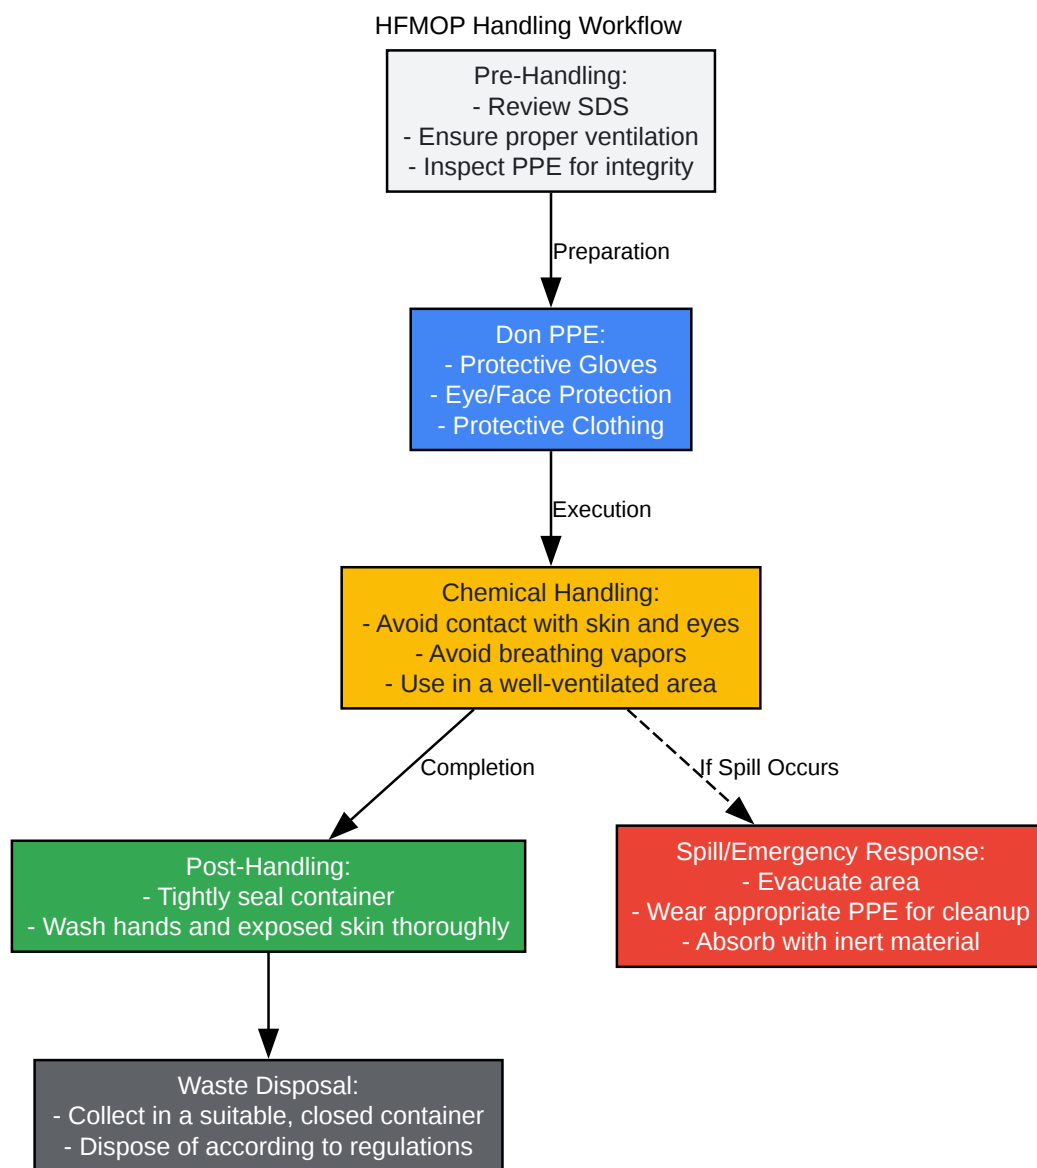 HFMOP Handling Workflow
Pre-Handling:
- Review SDS
- Ensure proper ventilation
- Inspect PPE for integrity
Preparation
Don PPE:
- Protective Gloves
- Eye/Face Protection
- Protective Clothing
Execution
Chemical Handling:
- Avoid contact with skin and eyes
- Avoid breathing vapors
- Use in a well-ventilated area
Completion
If Spill Occurs
Post-Handling:
- Tightly seal container
- Wash hands and exposed skin thoroughly
Spill/Emergency Response:
- Evacuate area
- Wear appropriate PPE for cleanup
- Absorb with inert material
Waste Disposal:
- Collect in a suitable, closed container
- Dispose of according to regulations